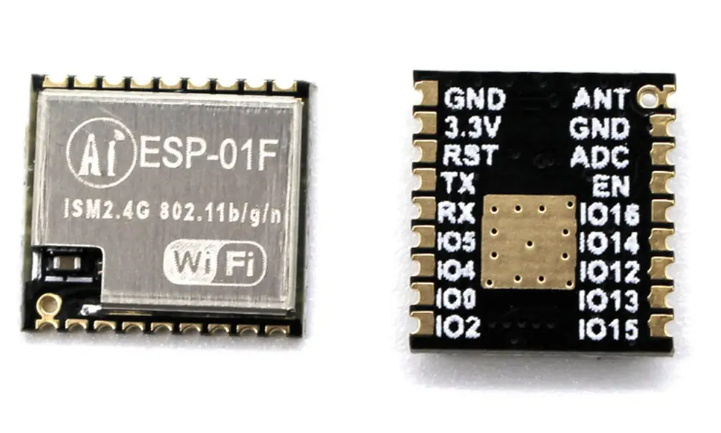 Ai ESP-01F
ISM2.4G 802.11b/g/n
WiFi
GND ANT
3.3V GND
RST ADC
TX EN
RX IO16
IO5 IO14
IO4 IO12
IO0 IO13
IO2 IO15